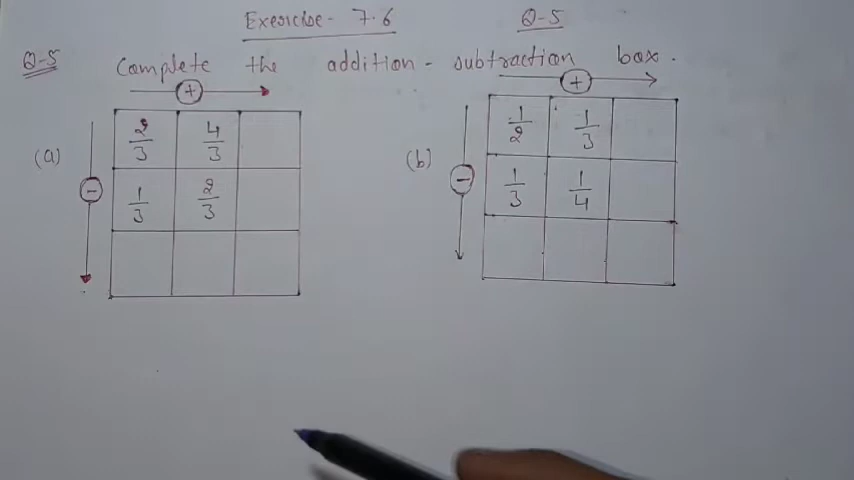 Exercise- 7.6 Q-5
Q-5 Complete the addition - subtraction box.
+ +
(a) 2/3 4/3
(b) 1/2 1/3
- 1/3 2/3
- 1/3 1/4